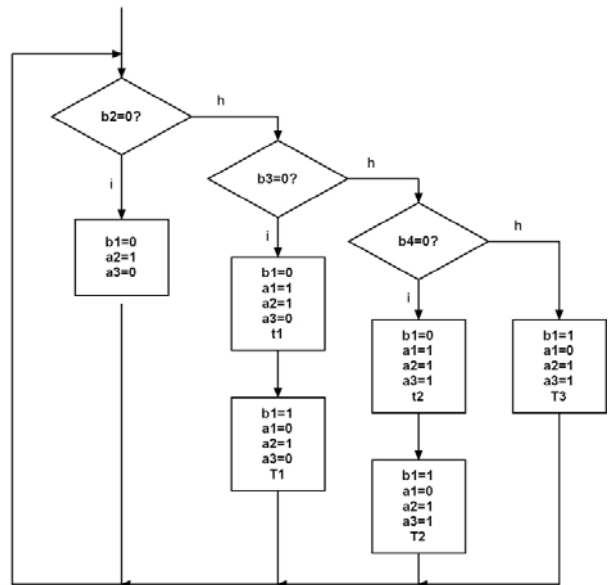 b2=0?
h
i
b1=0
a2=1
a3=0
b3=0?
h
i
b1=0
a1=1
a2=1
a3=0
t1
b1=1
a1=0
a2=1
a3=0
T1
b4=0?
h
i
b1=0
a1=1
a2=1
a3=1
t2
b1=1
a1=0
a2=1
a3=1
T2
b1=1
a1=0
a2=1
a3=1
T3